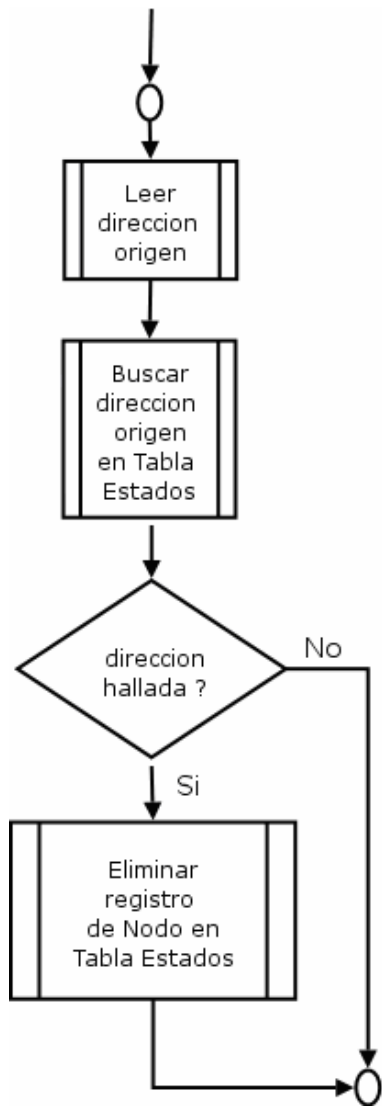 Leer
direccion
origen
Buscar
direccion
origen
en Tabla
Estados
direccion
hallada ?
No
Si
Eliminar
registro
de Nodo en
Tabla Estados